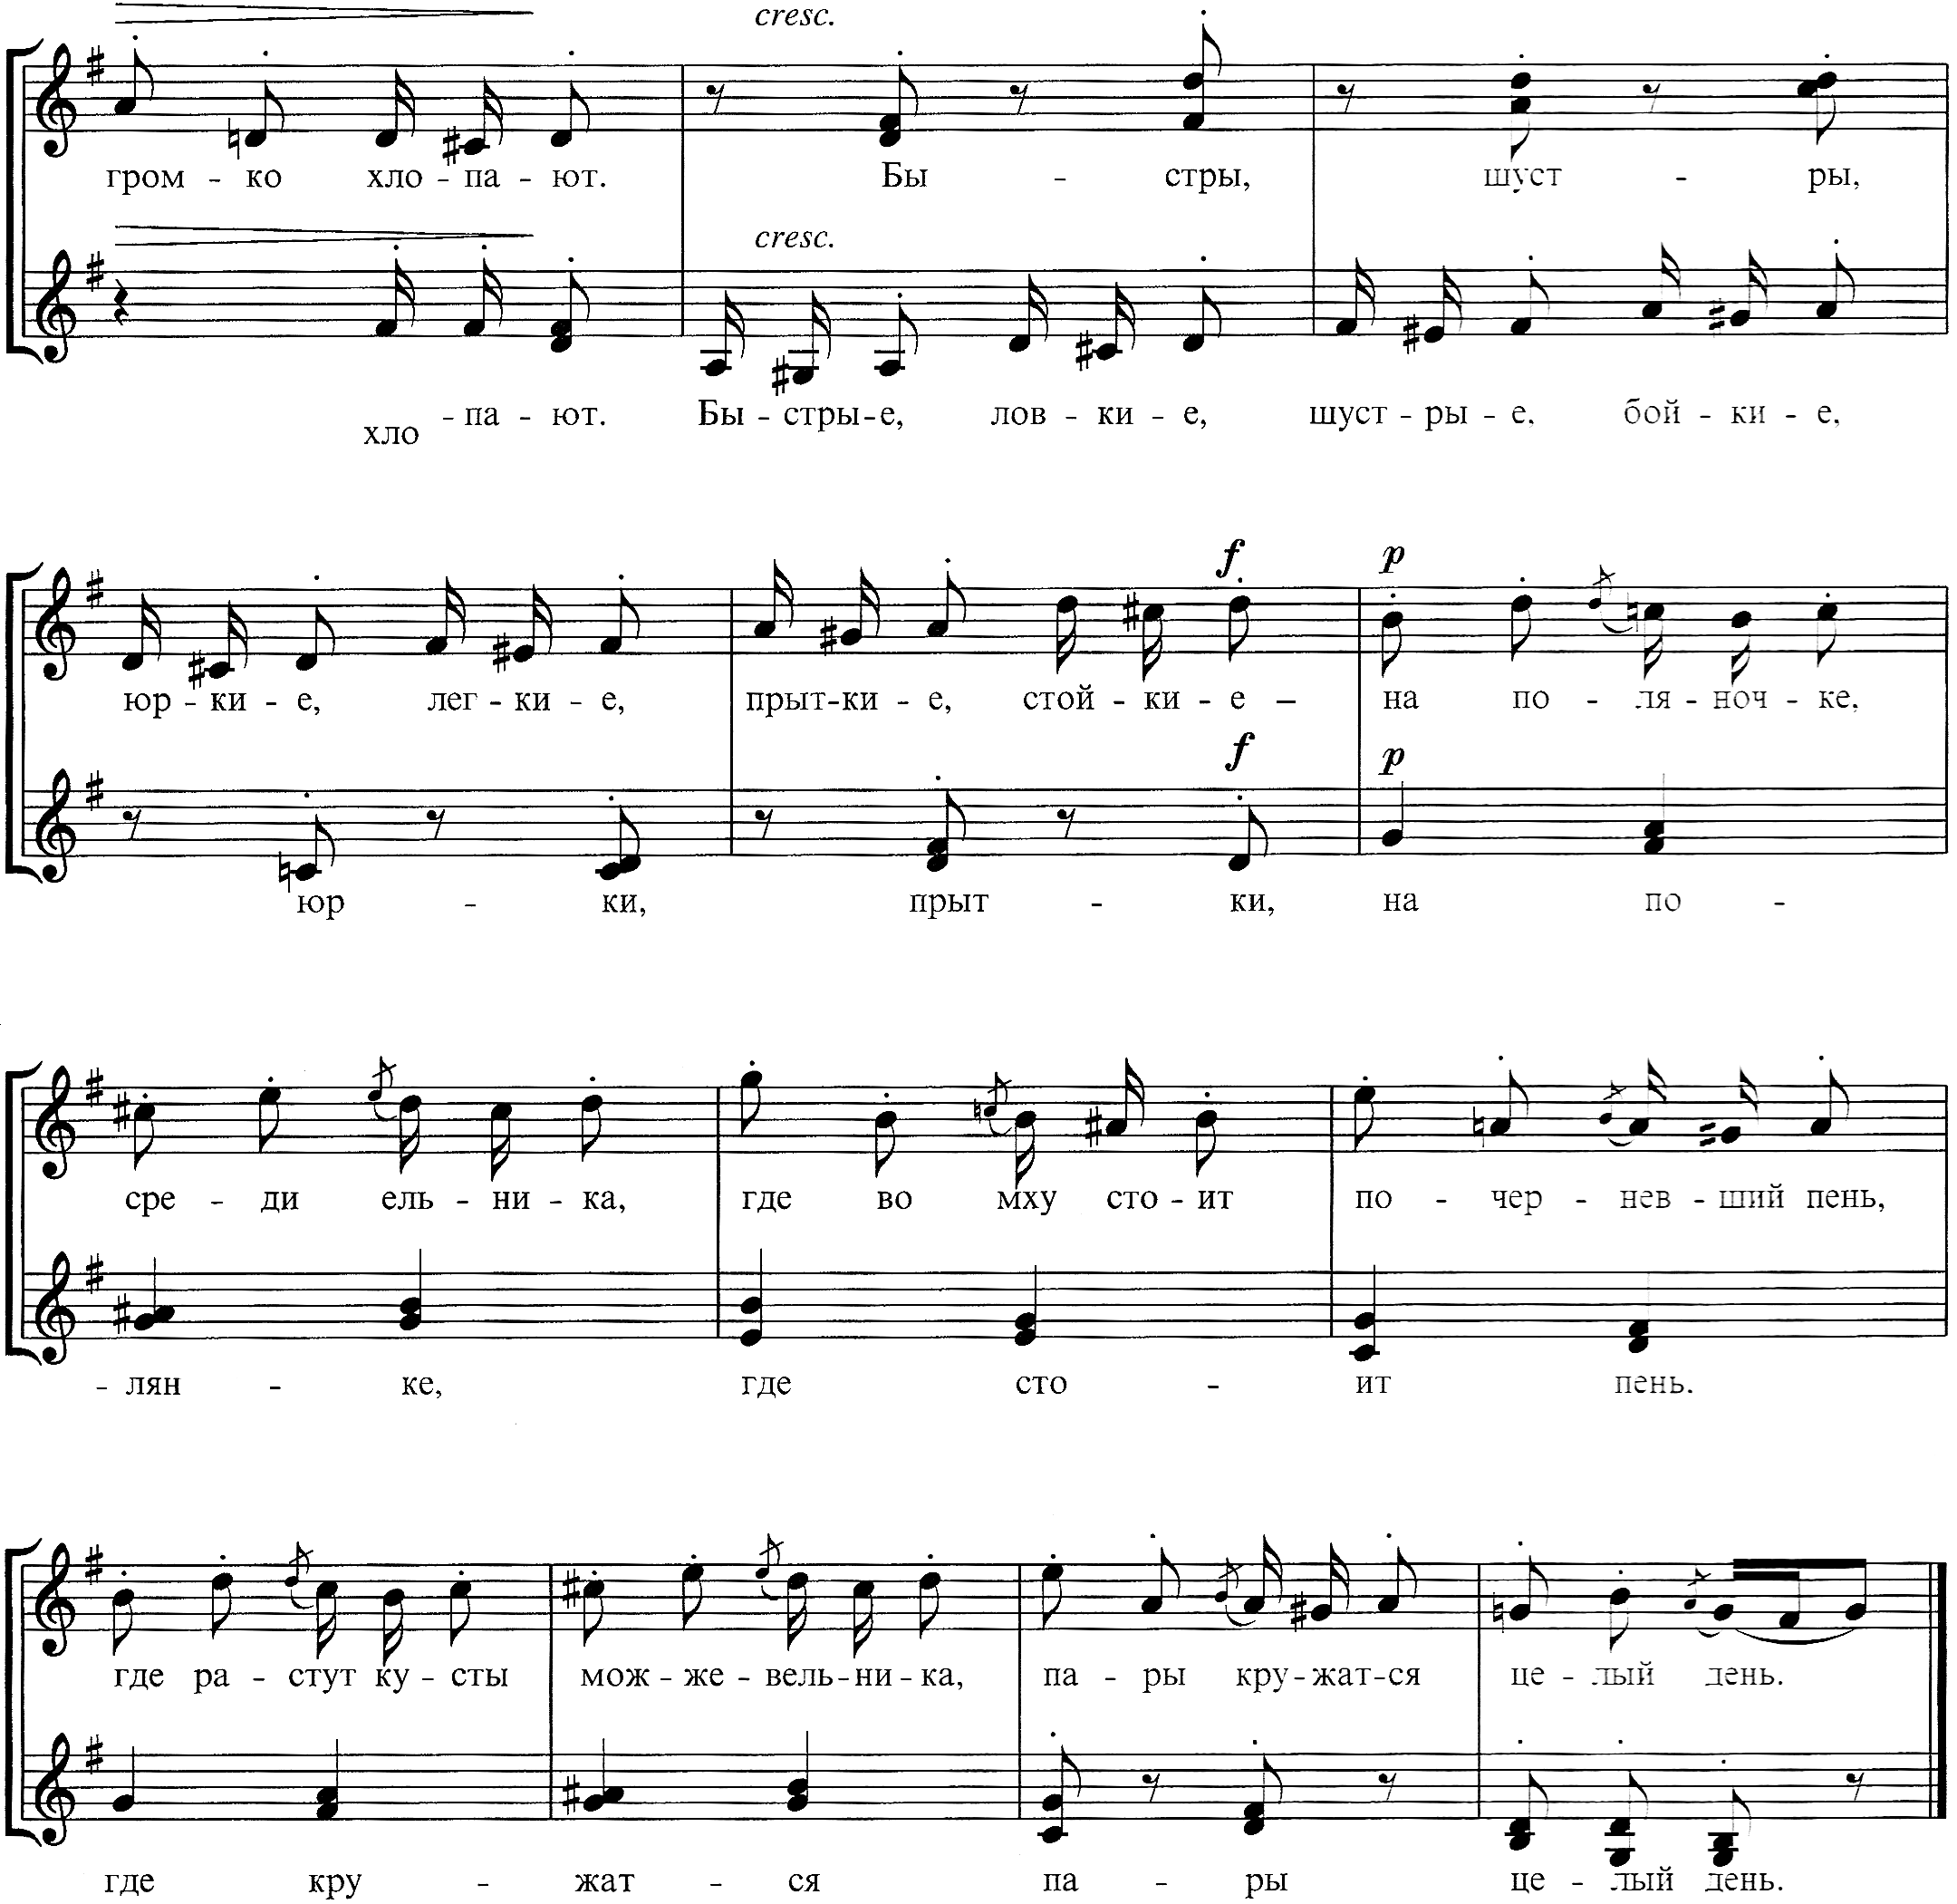 cresc.
гром - ко хло - па - ют. Бы - стры, шуст - ры,
cresc.
хло - па - ют. Бы - стры - е, лов - ки - е, шуст - ры - е, бой - ки - е,
f p
юр - ки - е, лег - ки - е, прыт - ки - е, стой - ки - е – на по - ля - ноч - ке,
f p
юр - ки, прыт - ки, на по -
сре - ди ель - ни - ка, где во мху сто - ит по - чер - нев - ший пень,
- лян - ке, где сто - ит пень.
где ра - стут ку - сты мож - же - вель - ни - ка, па - ры кру - жат - ся це - лый день.
где кру - жат - ся па - ры це - лый день.